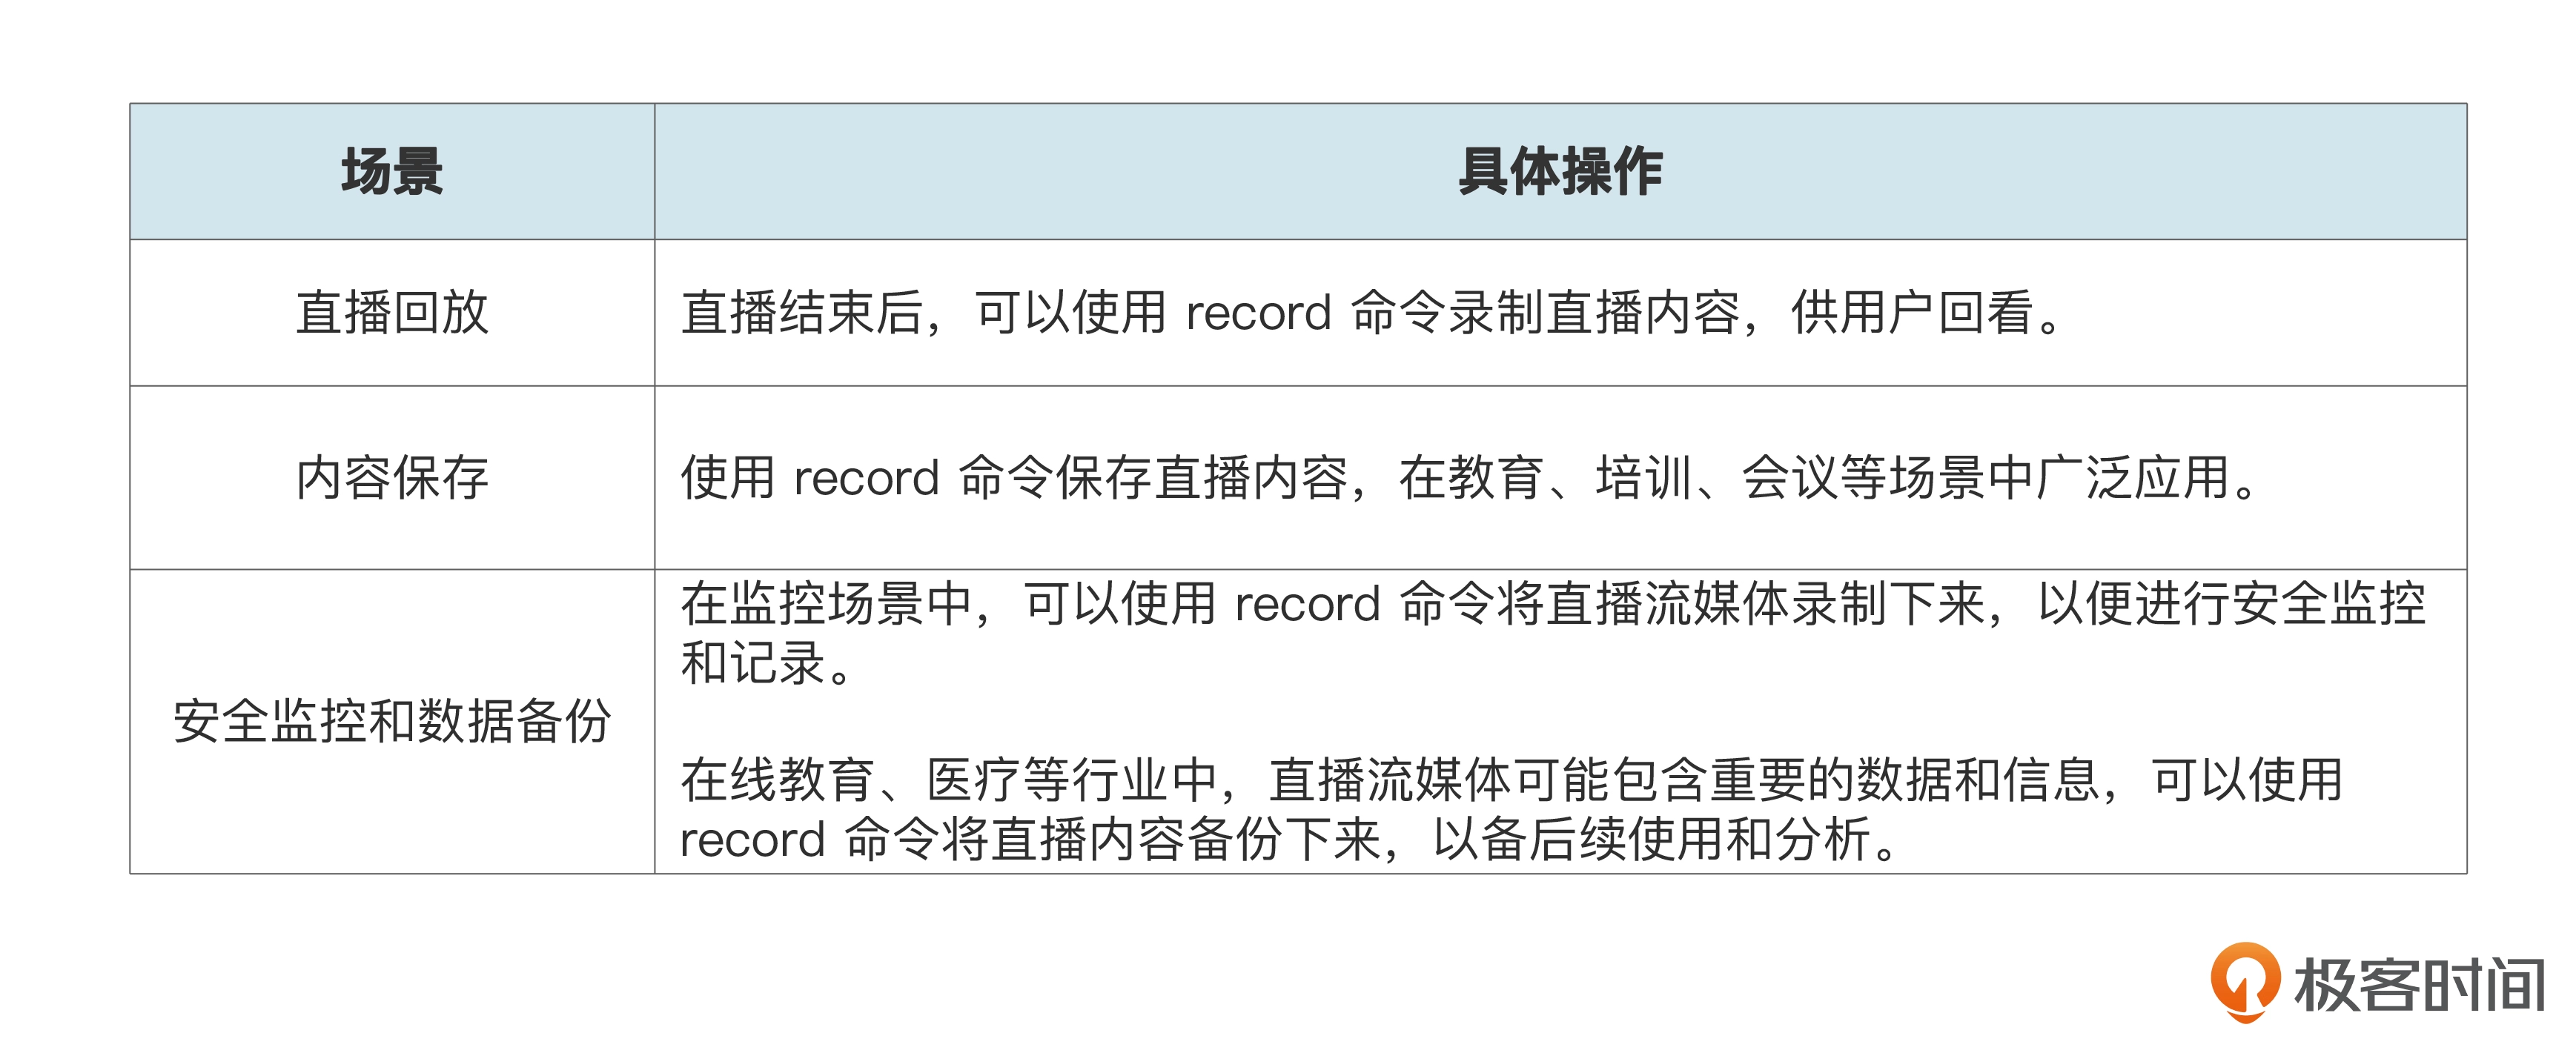 场景
具体操作
直播回放
直播结束后，可以使用 record 命令录制直播内容，供用户回看。
内容保存
使用 record 命令保存直播内容，在教育、培训、会议等场景中广泛应用。
安全监控和数据备份
在监控场景中，可以使用 record 命令将直播流媒体录制下来，以便进行安全监控
和记录。
在线教育、医疗等行业中，直播流媒体可能包含重要的数据和信息，可以使用
record 命令将直播内容备份下来，以备后续使用和分析。
极客时间